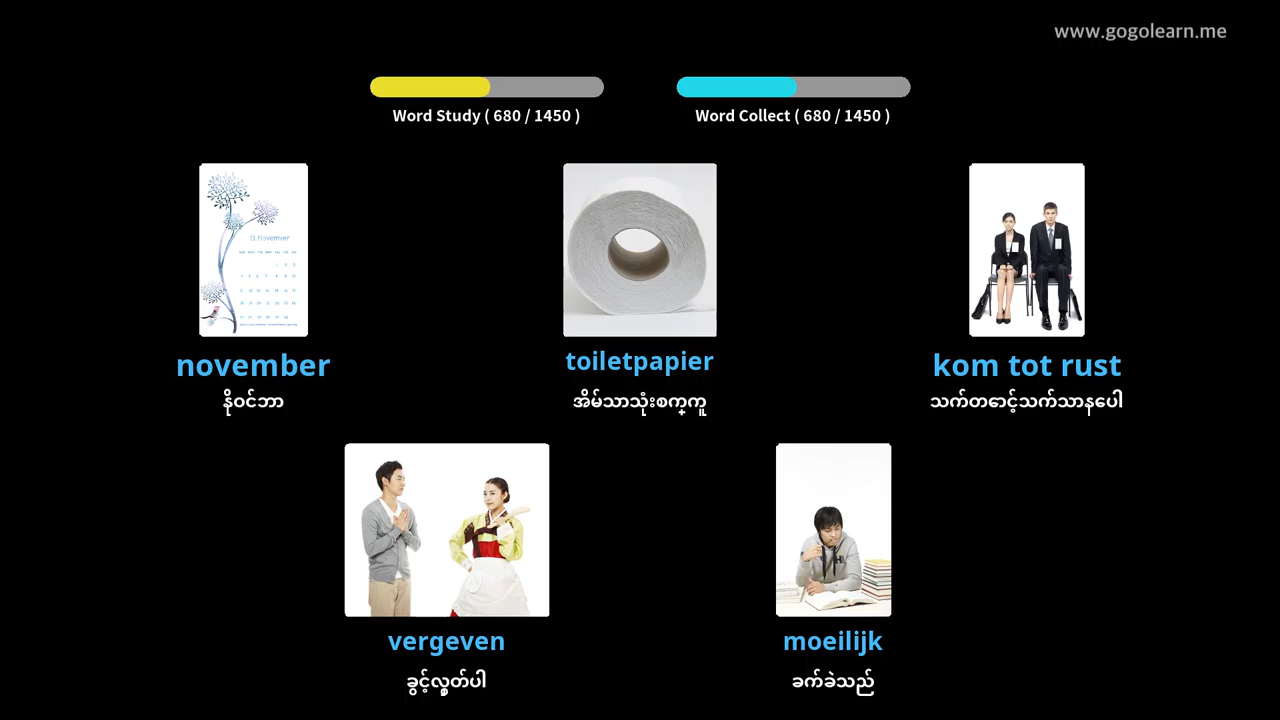 www.gogolearn.me
Word Study ( 680 / 1450 )
Word Collect ( 680 / 1450 )
11.Novemver
november
toiletpapier
kom tot rust
နိုဝင်ဘာ
အိမ်သာသုံးစက္ကူ
သက်တောင့်သက်သာနေပေါ
vergeven
moeilijk
ခွင့်လွှတ်ပါ
ခက်ခဲသည်